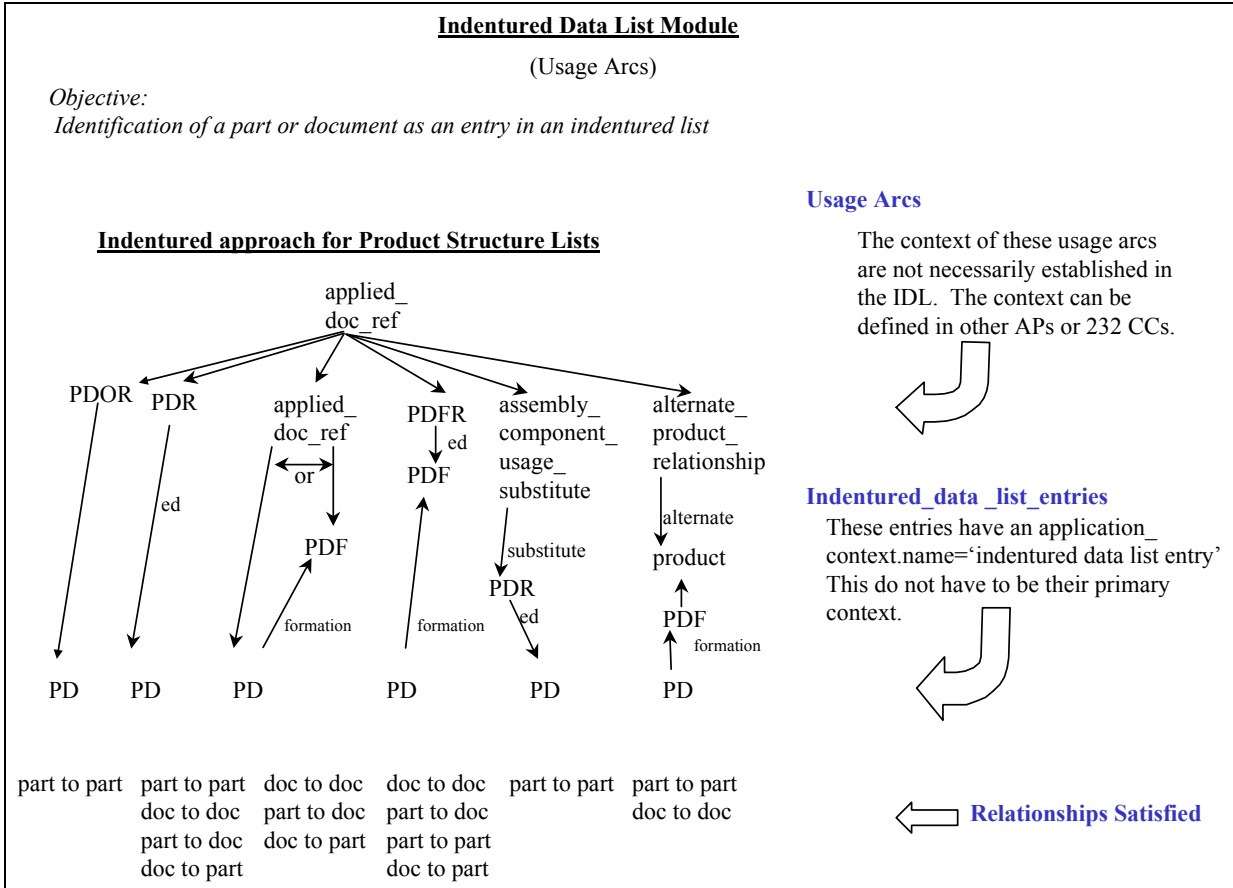 Indentured Data List Module
(Usage Arcs)
Objective:
Identification of a part or document as an entry in an indentured list
Usage Arcs
The context of these usage arcs
are not necessarily established in
the IDL. The context can be
defined in other APs or 232 CCs.
Indentured approach for Product Structure Lists
applied_
doc_ref
PDOR
PDR
applied_
doc_ref
PDFR
assembly_
component_
usage_
substitute
alternate_
product_
relationship
ed
or
ed
PDF
PDF
substitute
PDR
ed
alternate
product
PDF
formation
formation
formation
Indentured_data _list_entries
These entries have an application_
context.name=‘indentured data list entry’
This do not have to be their primary
context.
PD
PD
PD
PD
PD
PD
part to part
part to part
doc to doc
part to doc
doc to part
doc to doc
part to doc
doc to part
doc to doc
part to doc
part to part
doc to part
part to part
part to part
doc to doc
Relationships Satisfied